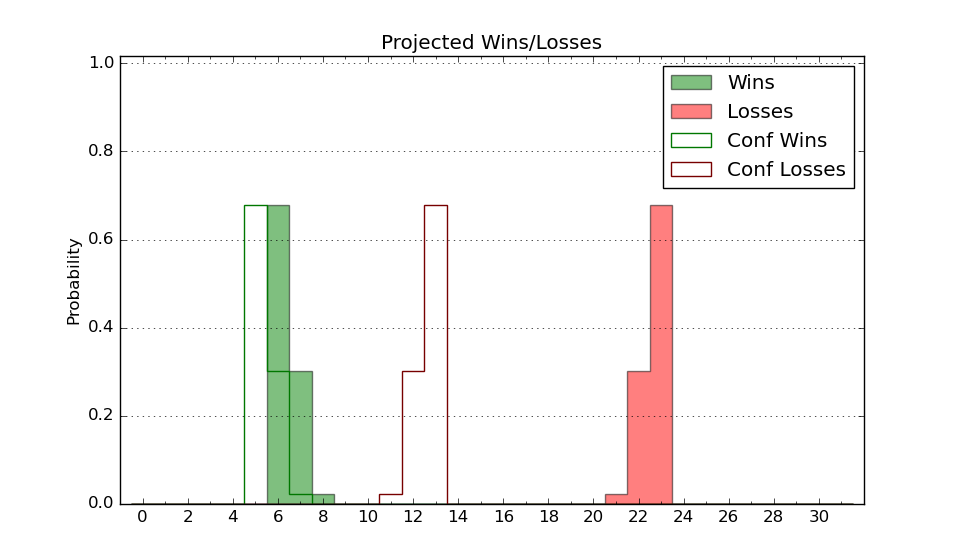 Projected Wins/Losses
Probability
1.0
0.8
0.6
0.4
0.2
0.0
Wins
Losses
Conf Wins
Conf Losses
0 2 4 6 8 10 12 14 16 18 20 22 24 26 28 30